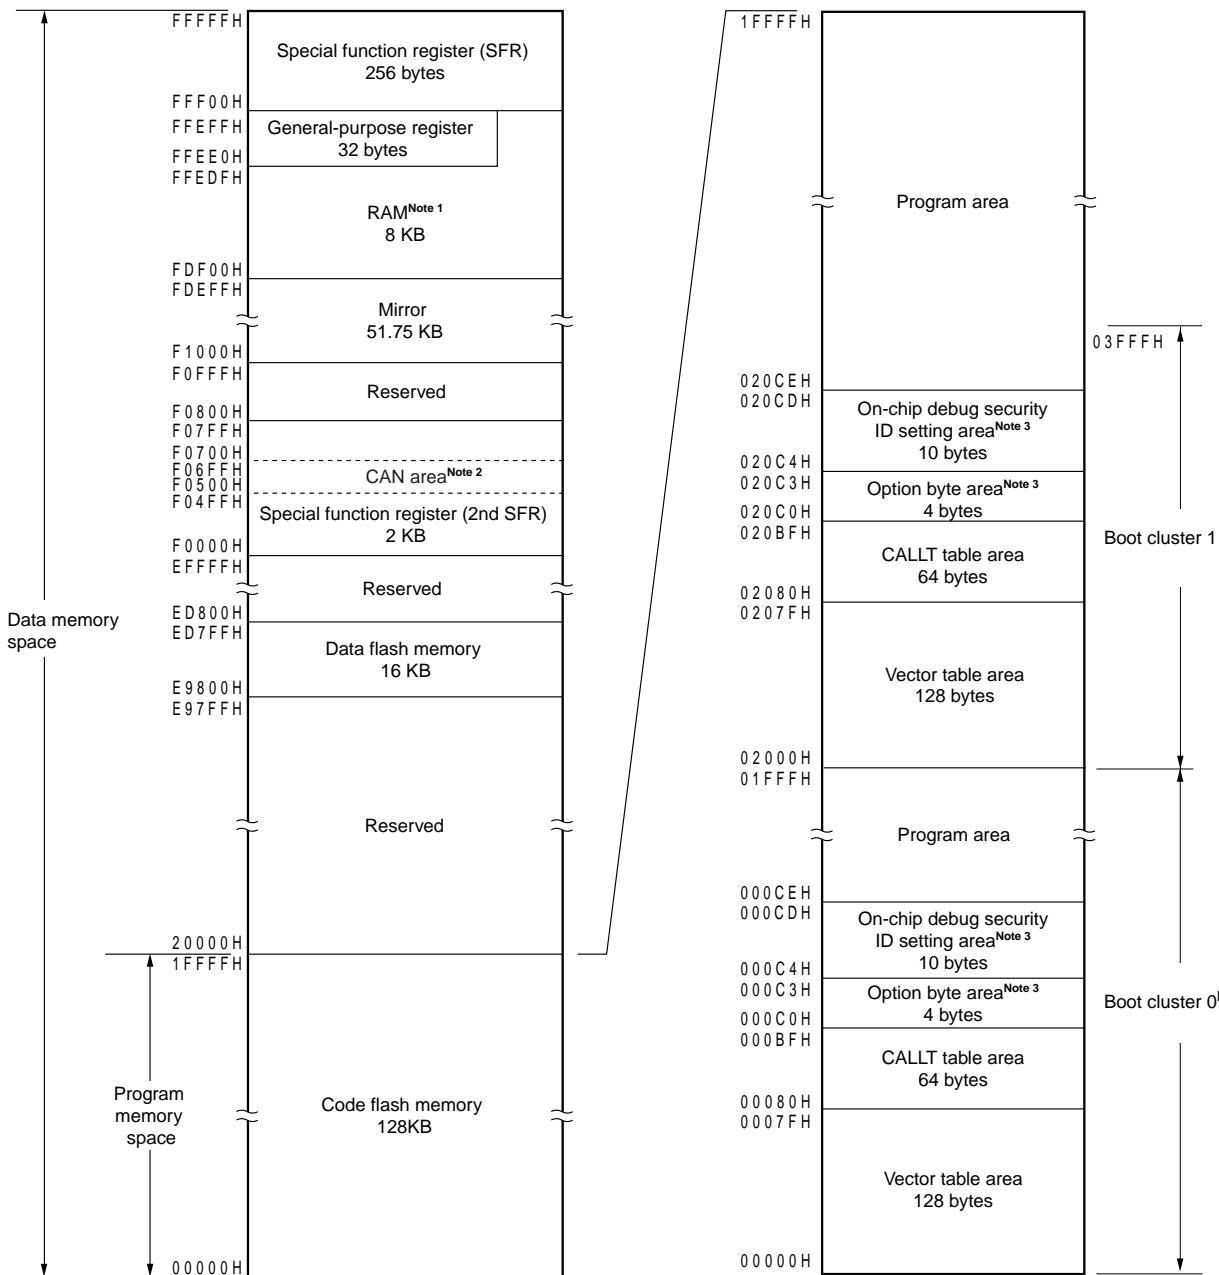 FFFFFH
Special function register (SFR)
256 bytes
FFF00H
FFEFFH
General-purpose register
32 bytes
FFEE0H
FFEDFH
RAMNote 1
8 KB
FDF00H
FDEFFH
Mirror
51.75 KB
F1000H
F0FFFH
Reserved
F0800H
F07FFH
F0700H
F06FFH
CAN areaNote 2
F0500H
F04FFH
Special function register (2nd SFR)
2 KB
F0000H
EFFFFH
Reserved
ED800H
ED7FFH
Data memory
space
Data flash memory
16 KB
E9800H
E97FFH
Reserved
20000H
1FFFFH
Program
memory
space
Code flash memory
128KB
00000H
1FFFFH
Program area
03FFFH
020CEH
020CDH
On-chip debug security
ID setting areaNote 3
10 bytes
020C4H
020C3H
Option byte areaNote 3
4 bytes
020C0H
020BFH
Boot cluster 1
CALLT table area
64 bytes
02080H
0207FH
Vector table area
128 bytes
02000H
01FFFH
Program area
000CEH
000CDH
On-chip debug security
ID setting areaNote 3
10 bytes
000C4H
000C3H
Option byte areaNote 3
4 bytes
Boot cluster 0
000C0H
000BFH
CALLT table area
64 bytes
00080H
0007FH
Vector table area
128 bytes
00000H